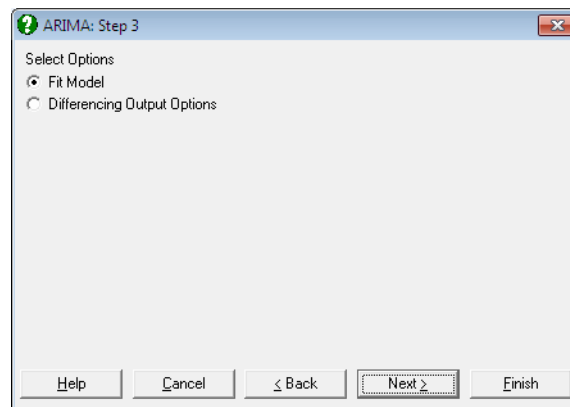 ARIMA: Step 3
Select Options
Fit Model
Differencing Output Options
Help Cancel < Back Next > Finish